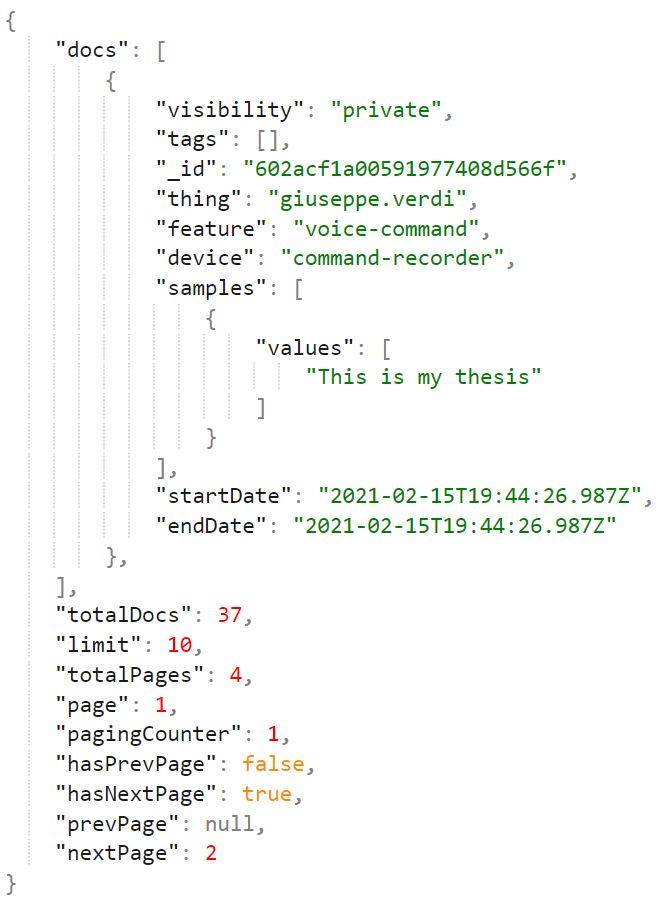 {
"docs": [
{
"visibility": "private",
"tags": [],
"_id": "602acf1a00591977408d566f",
"thing": "giuseppe.verdi",
"feature": "voice-command",
"device": "command-recorder",
"samples": [
{
"values": [
"This is my thesis"
]
}
],
"startDate": "2021-02-15T19:44:26.987Z",
"endDate": "2021-02-15T19:44:26.987Z"
},
],
"totalDocs": 37,
"limit": 10,
"totalPages": 4,
"page": 1,
"pagingCounter": 1,
"hasPrevPage": false,
"hasNextPage": true,
"prevPage": null,
"nextPage": 2
}